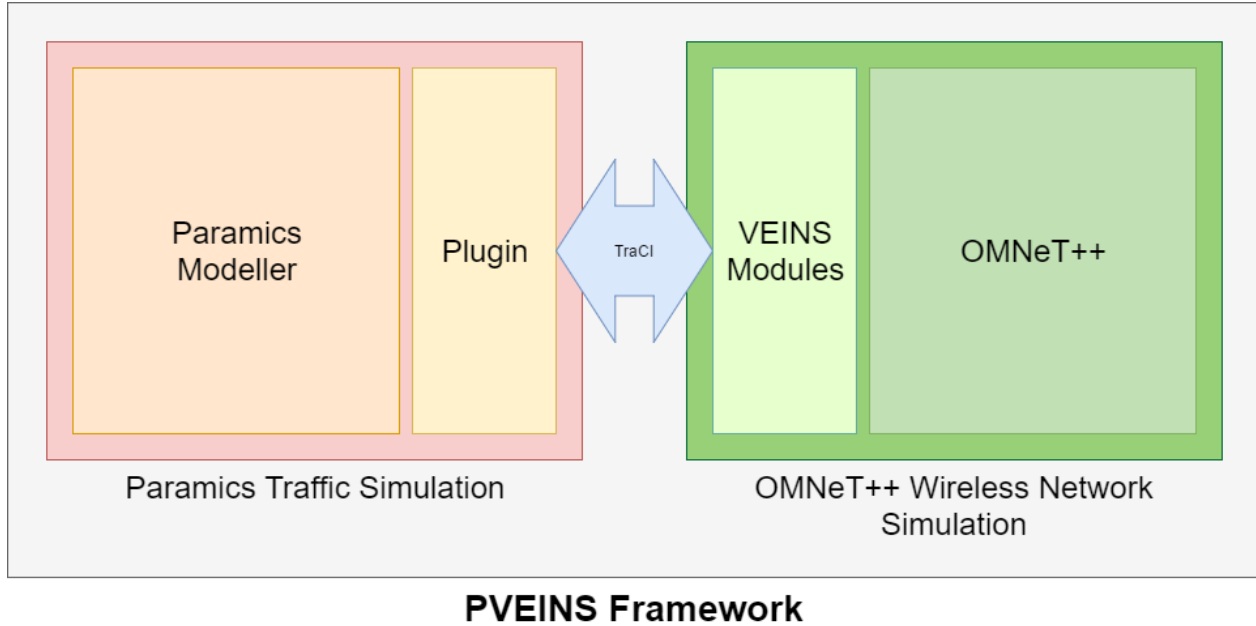 Paramics
Modeller
Plugin
TraCI
VEINS
Modules
OMNeT++
Paramics Traffic Simulation
OMNeT++ Wireless Network
Simulation
PVEINS Framework